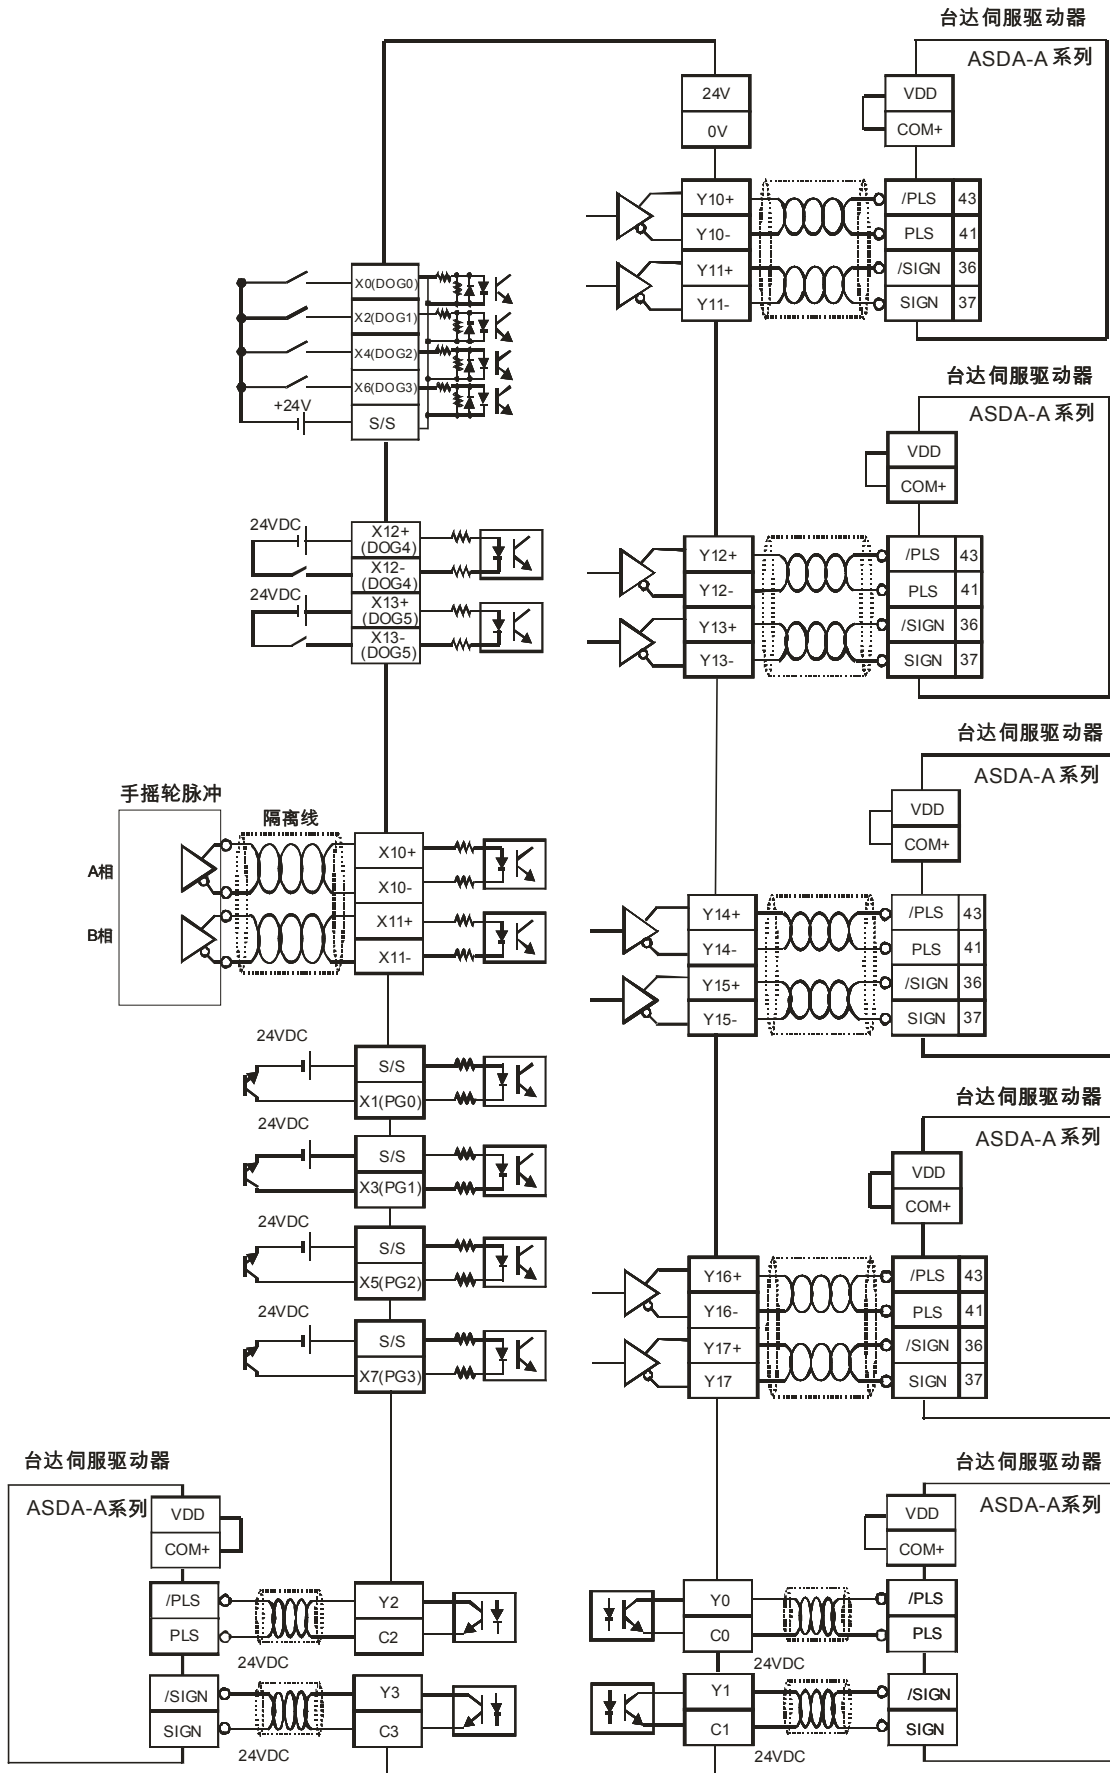 台达伺服驱动器
ASDA-A 系列
24V
0V
VDD
COM+
Y10+
Y10-
Y11+
Y11-
/PLS 43
PLS 41
/SIGN 36
SIGN 37
X0(DOG0)
X2(DOG1)
X4(DOG2)
X6(DOG3)
+24V
S/S
台达伺服驱动器
ASDA-A 系列
VDD
COM+
24VDC
X12+
(DOG4)
X12-
(DOG4)
24VDC
X13+
(DOG5)
X13-
(DOG5)
Y12+
Y12-
Y13+
Y13-
/PLS 43
PLS 41
/SIGN 36
SIGN 37
台达伺服驱动器
ASDA-A 系列
VDD
COM+
手摇轮脉冲
隔离线
A相
B相
X10+
X10-
X11+
X11-
Y14+
Y14-
Y15+
Y15-
/PLS 43
PLS 41
/SIGN 36
SIGN 37
24VDC
S/S
X1(PG0)
24VDC
S/S
X3(PG1)
24VDC
S/S
X5(PG2)
24VDC
S/S
X7(PG3)
台达伺服驱动器
ASDA-A 系列
VDD
COM+
Y16+
Y16-
Y17+
Y17
/PLS 43
PLS 41
/SIGN 36
SIGN 37
台达伺服驱动器
ASDA-A系列
VDD
COM+
/PLS
PLS
24VDC
/SIGN
SIGN
24VDC
Y2
C2
Y3
C3
台达伺服驱动器
ASDA-A系列
VDD
COM+
Y0
C0
24VDC
Y1
C1
24VDC
/PLS
PLS
/SIGN
SIGN